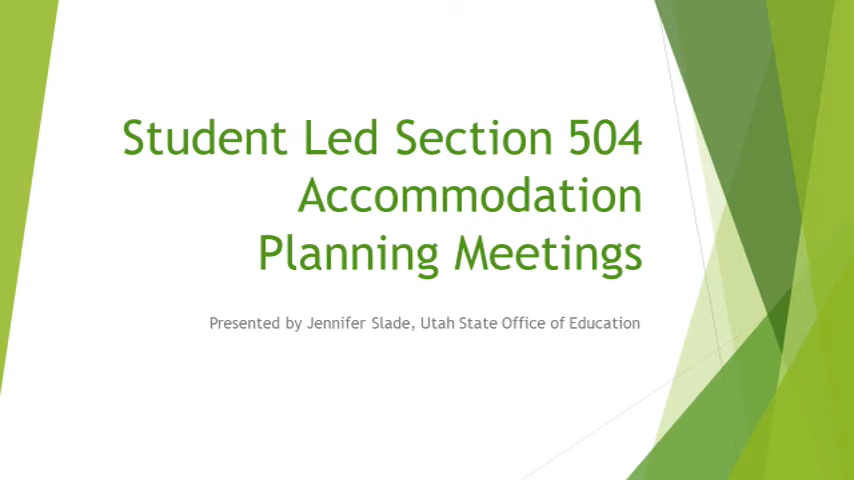 Student Led Section 504
Accommodation
Planning Meetings
Presented by Jennifer Slade, Utah State Office of Education